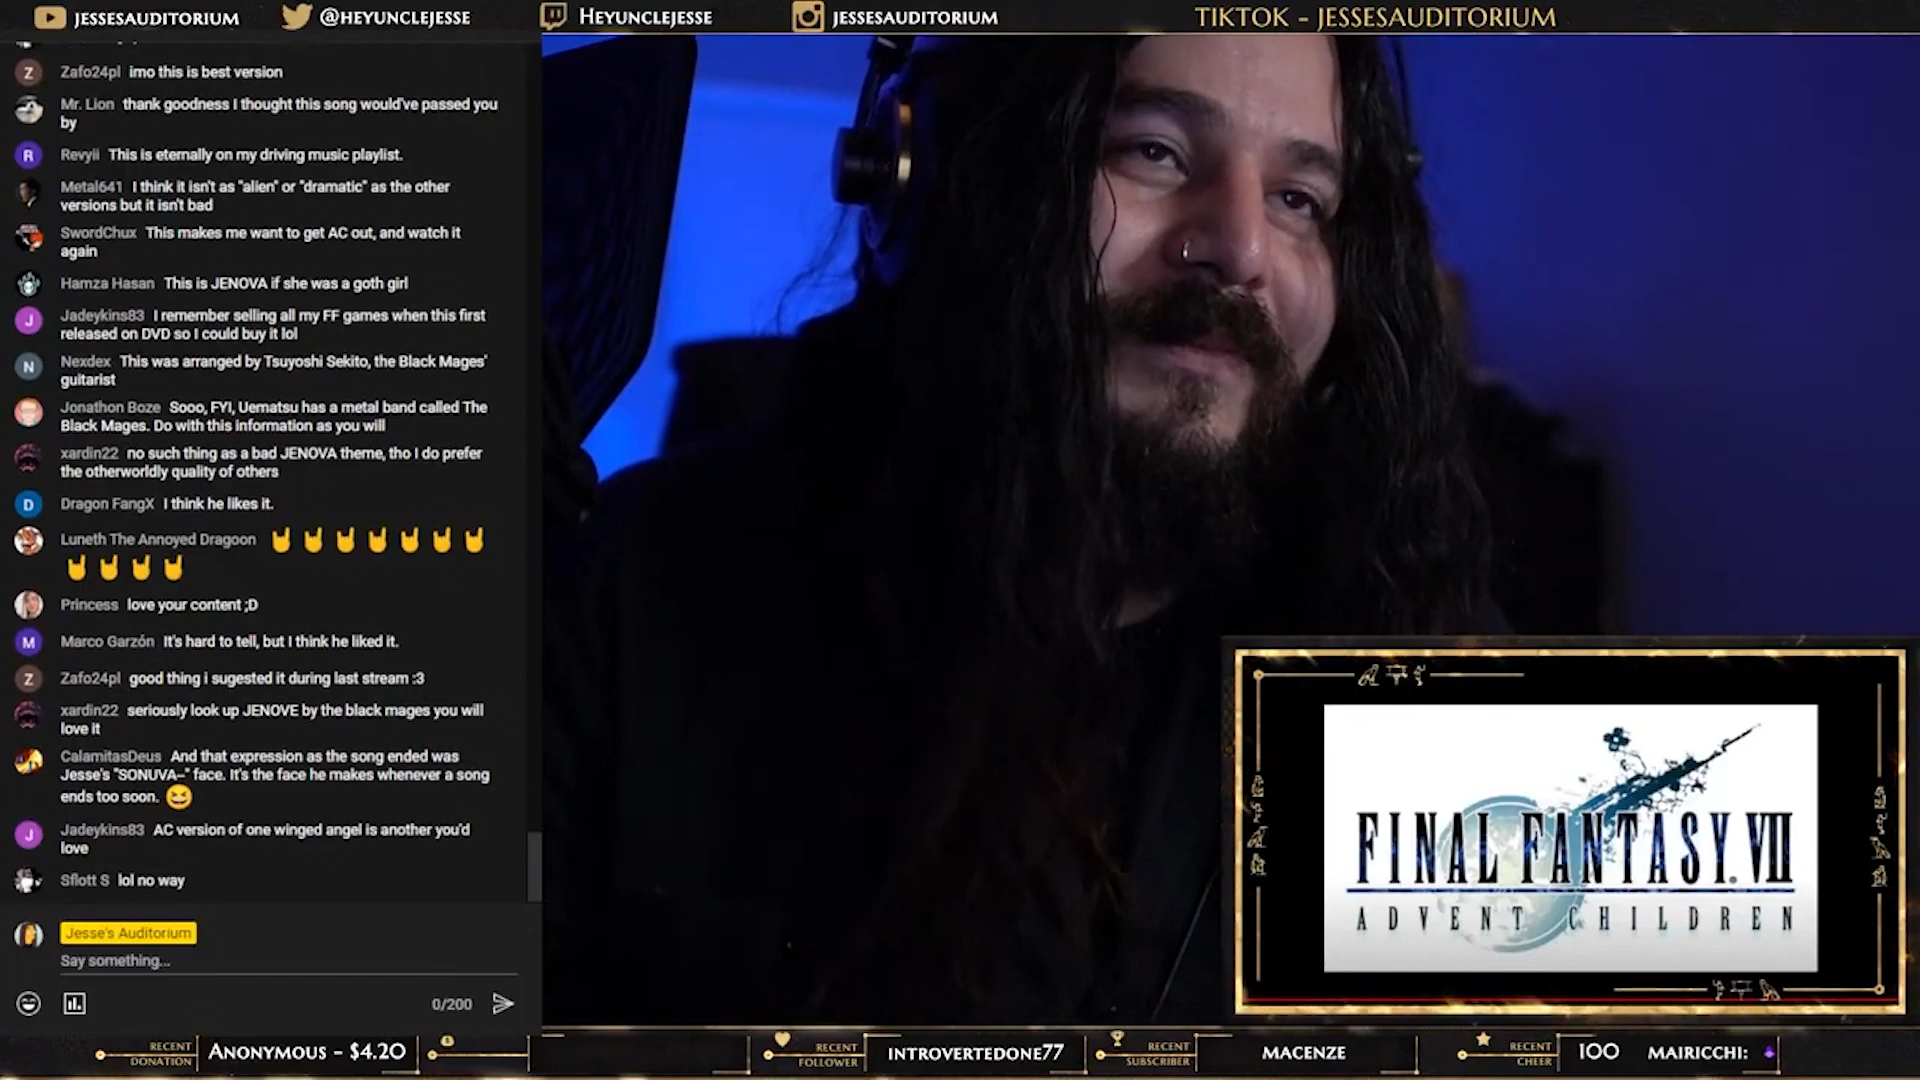 JESSESAUDITORIUM
@HEYUNCLEJESSE
HEYUNCLEJESSE
JESSESAUDITORIUM
TIKTOK - JESSESAUDITORIUM
Z Zafo24pl imo this is best version
Mr. Lion thank goodness I thought this song would've passed you
by
R Revyii This is eternally on my driving music playlist.
Metal641 I think it isn't as "alien" or "dramatic" as the other
versions but it isn't bad
SwordChux This makes me want to get AC out, and watch it
again
Hamza Hasan This is JENOVA if she was a goth girl
J Jadeykins83 I remember selling all my FF games when this first
released on DVD so I could buy it lol
N Nexdex This was arranged by Tsuyoshi Sekito, the Black Mages'
guitarist
Jonathon Boze Sooo, FYI, Uematsu has a metal band called The
Black Mages. Do with this information as you will
xardin22 no such thing as a bad JENOVA theme, tho I do prefer
the otherworldly quality of others
D Dragon FangX I think he likes it.
Luneth The Annoyed Dragoon 🤘🤘🤘🤘🤘🤘🤘
🤘🤘🤘🤘
Princess love your content ;D
M Marco Garzón It's hard to tell, but I think he liked it.
Z Zafo24pl good thing i sugested it during last stream :3
xardin22 seriously look up JENOVE by the black mages you will
love it
CalamitasDeus And that expression as the song ended was
Jesse's "SONUVA--" face. It's the face he makes whenever a song
ends too soon. 😆
J Jadeykins83 AC version of one winged angel is another you'd
love
Sflott S lol no way
Jesse's Auditorium
Say something...
0/200
FINAL FANTASY. VII
ADVENT CHILDREN
RECENT
DONATION
ANONYMOUS - $4.20
RECENT
FOLLOWER
INTROVERTEDONE77
RECENT
SUBSCRIBER
MACENZE
RECENT
CHEER
100 MAIRICCHI: